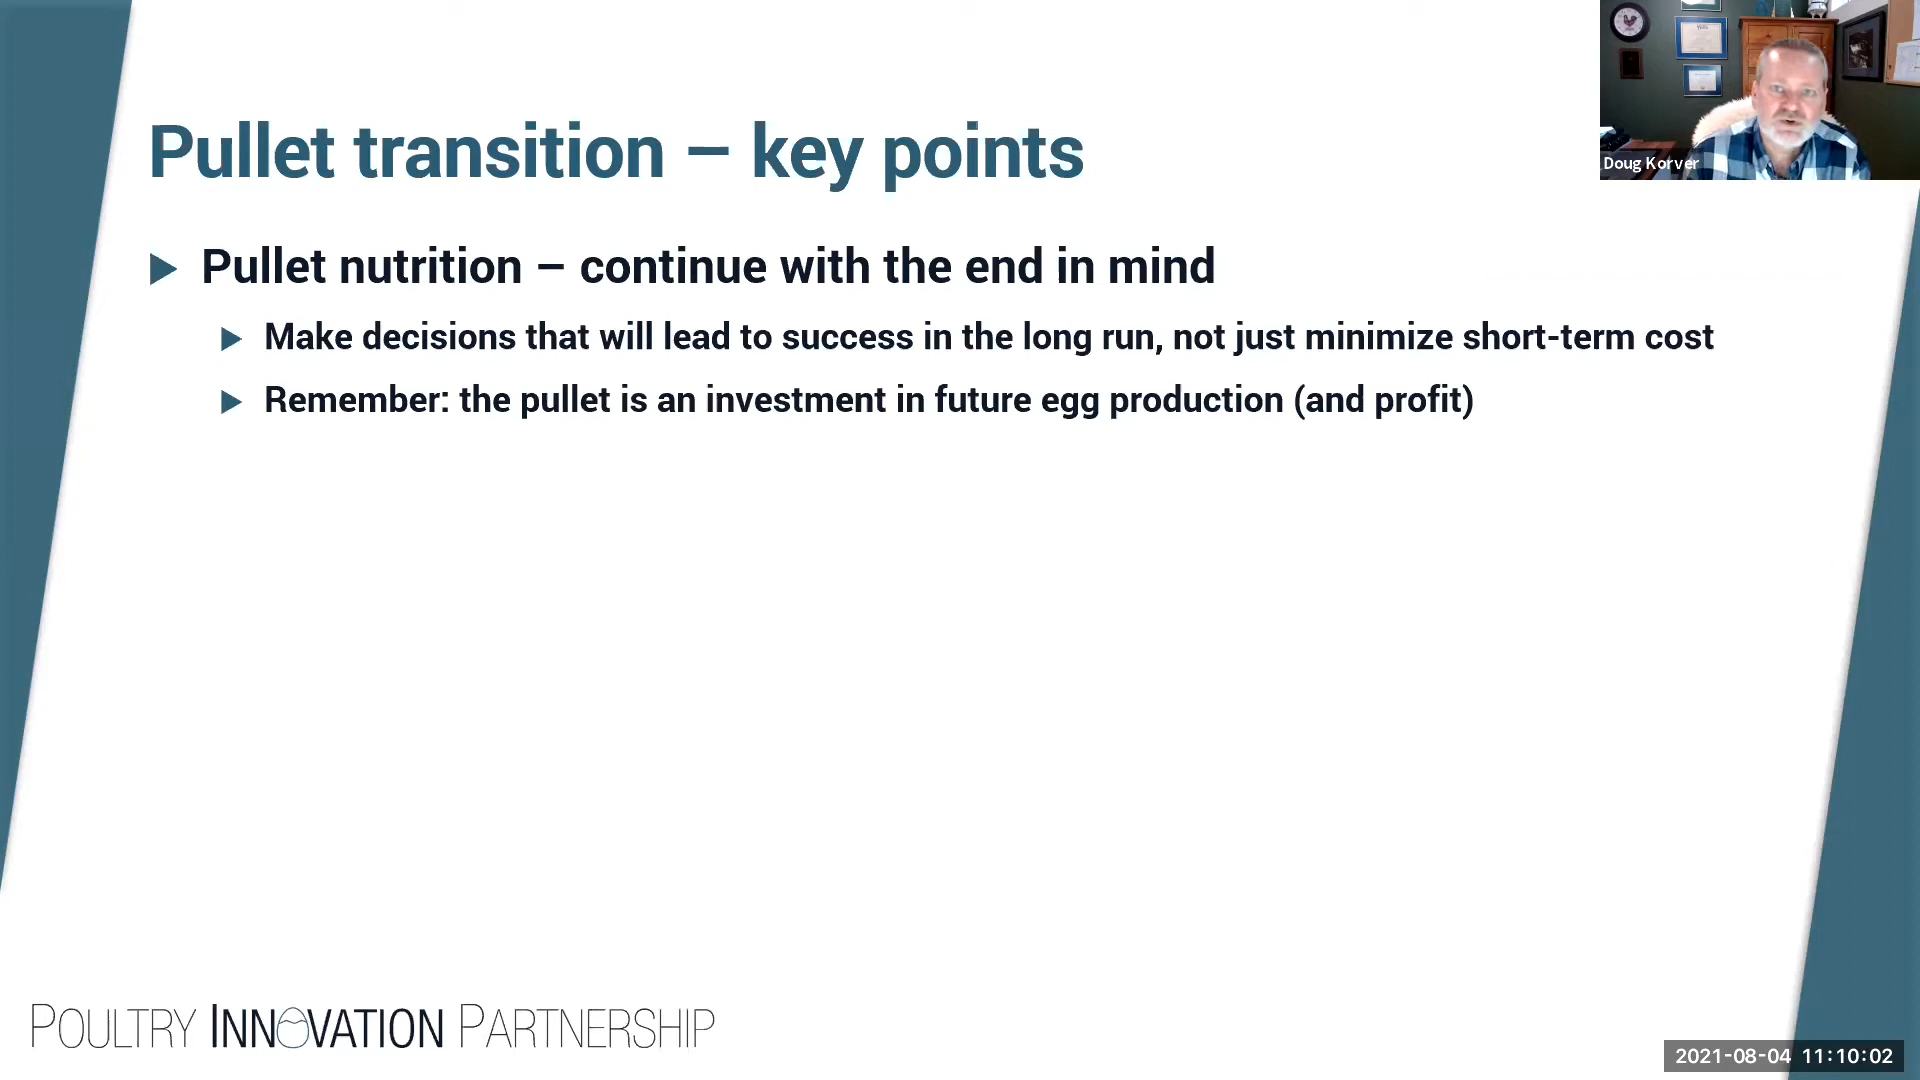 Doug Korver
Pullet transition – key points
Pullet nutrition – continue with the end in mind
Make decisions that will lead to success in the long run, not just minimize short-term cost
Remember: the pullet is an investment in future egg production (and profit)
POULTRY INNOVATION PARTNERSHIP
2021-08-04 11:10:02